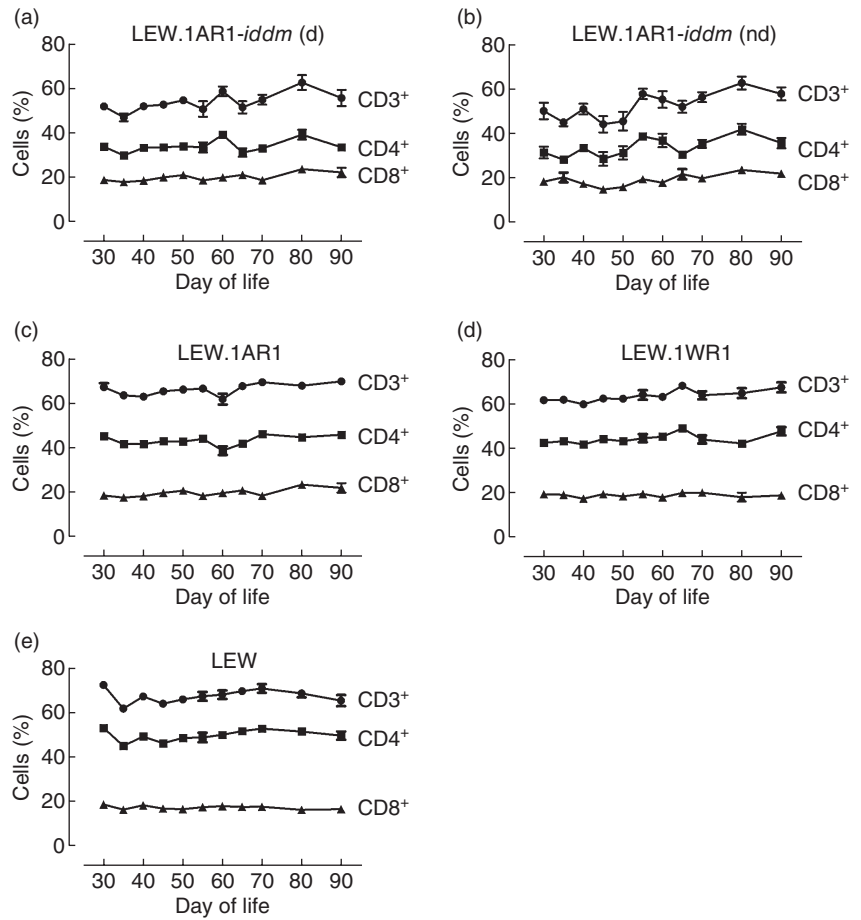 (a)
LEW.1AR1-iddm (d)
80
60
40
20
0
Cells (%)
CD3+
CD4+
CD8+
30 40 50 60 70 80 90
Day of life
(b)
LEW.1AR1-iddm (nd)
80
60
40
20
0
Cells (%)
CD3+
CD4+
CD8+
30 40 50 60 70 80 90
Day of life
(c)
LEW.1AR1
80
60
40
20
0
Cells (%)
CD3+
CD4+
CD8+
30 40 50 60 70 80 90
Day of life
(d)
LEW.1WR1
80
60
40
20
0
Cells (%)
CD3+
CD4+
CD8+
30 40 50 60 70 80 90
Day of life
(e)
LEW
80
60
40
20
0
Cells (%)
CD3+
CD4+
CD8+
30 40 50 60 70 80 90
Day of life